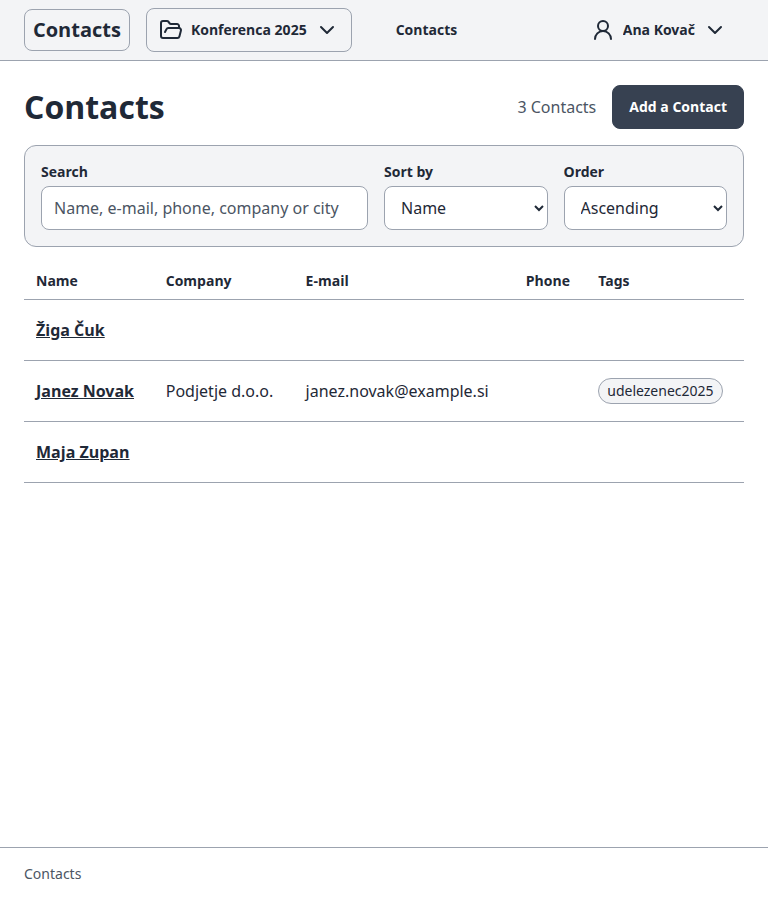 Contacts Konferenca 2025 Contacts Ana Kovač
Contacts 3 Contacts Add a Contact
Search Sort by Order
Name, e-mail, phone, company or city Name Ascending
Name Company E-mail Phone Tags
Žiga Čuk
Janez Novak Podjetje d.o.o. janez.novak@example.si udelezenec2025
Maja Zupan
Contacts